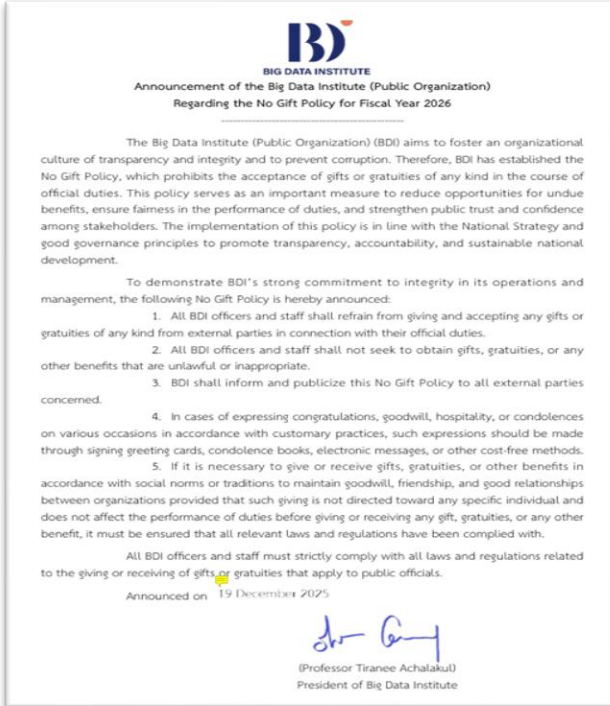 BD
BIG DATA INSTITUTE
Announcement of the Big Data Institute (Public Organization)
Regarding the No Gift Policy for Fiscal Year 2026
The Big Data Institute (Public Organization) (BDI) aims to foster an organizational
culture of transparency and integrity and to prevent corruption. Therefore, BDI has established the
No Gift Policy, which prohibits the acceptance of gifts or gratuities of any kind in the course of
official duties. This policy serves as an important measure to reduce opportunities for undue
benefits, ensure fairness in the performance of duties, and strengthen public trust and confidence
among stakeholders. The implementation of this policy is in line with the National Strategy and
good governance principles to promote transparency, accountability, and sustainable national
development.
To demonstrate BDI's strong commitment to integrity in its operations and
management, the following No Gift Policy is hereby announced:
1. All BDI officers and staff shall refrain from giving and accepting any gifts or
gratuities of any kind from external parties in connection with their official duties.
2. All BDI officers and staff shall not seek to obtain gifts, gratuities, or any
other benefits that are unlawful or inappropriate.
3. BDI shall inform and publicize this No Gift Policy to all external parties
concerned.
4. In cases of expressing congratulations, goodwill, hospitality, or condolences
on various occasions in accordance with customary practices, such expressions should be made
through signing greeting cards, condolence books, electronic messages, or other cost-free methods.
5. If it is necessary to give or receive gifts, gratuities, or other benefits in
accordance with social norms or traditions to maintain goodwill, friendship, and good relationships
between organizations provided that such giving is not directed toward any specific individual and
does not affect the performance of duties before giving or receiving any gift, gratuities, or any other
benefit, it must be ensured that all relevant laws and regulations have been complied with.
All BDI officers and staff must strictly comply with all laws and regulations related
to the giving or receiving of gifts or gratuities that apply to public officials.
Announced on 19 December 2025
(Professor Tiranee Achalakul)
President of Big Data Institute